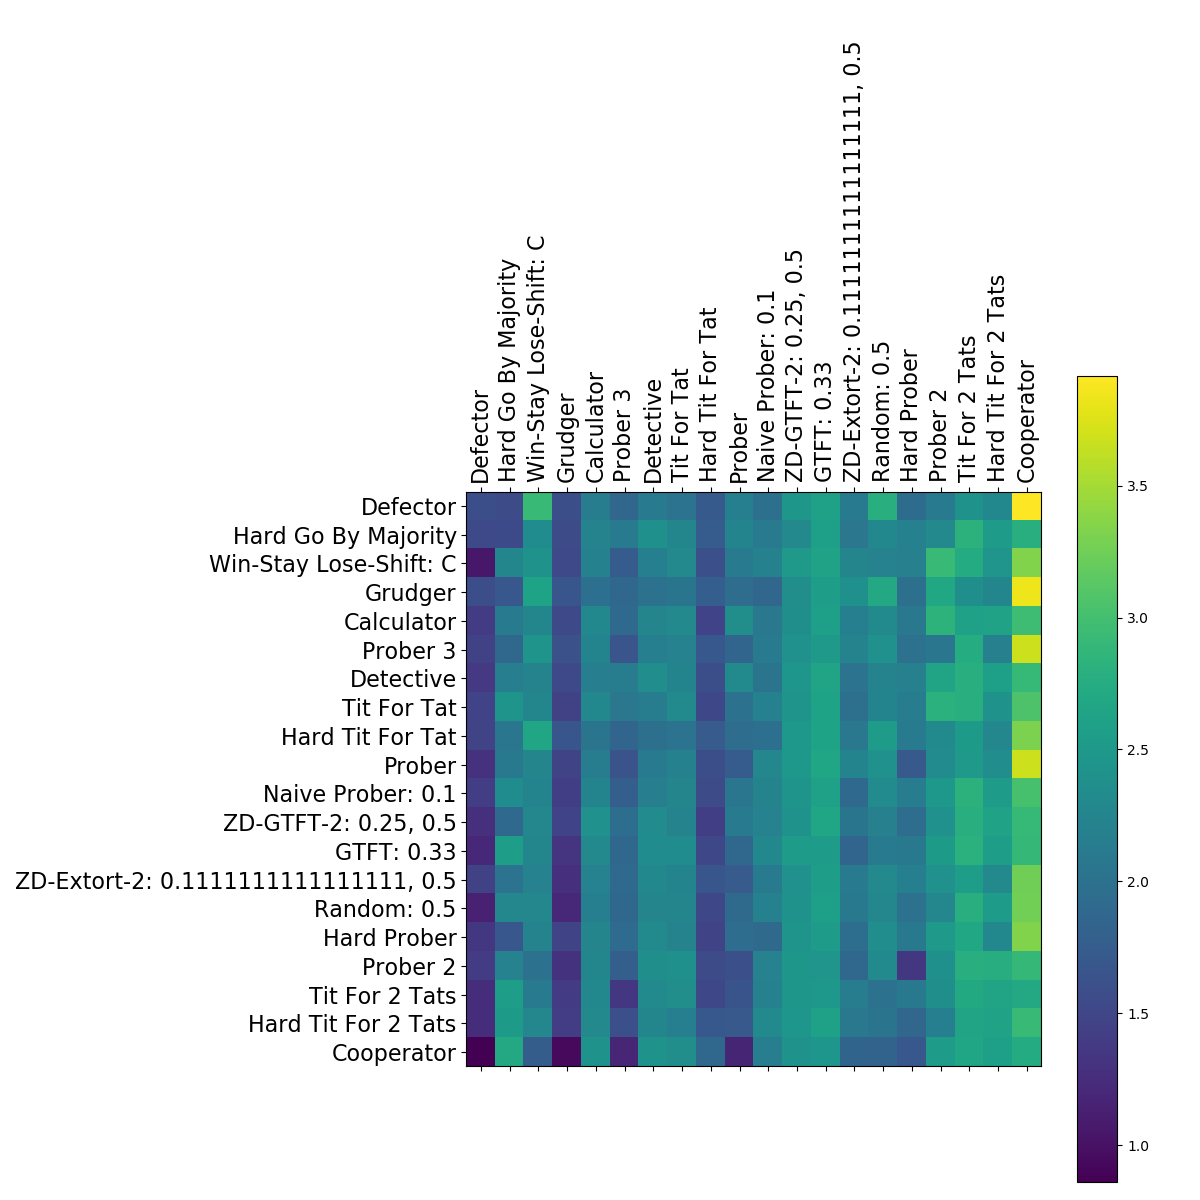 Defector
Hard Go By Majority
Win-Stay Lose-Shift: C
Grudger
Calculator
Prober 3
Detective
Tit For Tat
Hard Tit For Tat
Prober
Naive Prober: 0.1
ZD-GTFT-2: 0.25, 0.5
GTFT: 0.33
ZD-Extort-2: 0.1111111111111111, 0.5
Random: 0.5
Hard Prober
Prober 2
Tit For 2 Tats
Hard Tit For 2 Tats
Cooperator
Defector
Hard Go By Majority
Win-Stay Lose-Shift: C
Grudger
Calculator
Prober 3
Detective
Tit For Tat
Hard Tit For Tat
Prober
Naive Prober: 0.1
ZD-GTFT-2: 0.25, 0.5
GTFT: 0.33
ZD-Extort-2: 0.1111111111111111, 0.5
Random: 0.5
Hard Prober
Prober 2
Tit For 2 Tats
Hard Tit For 2 Tats
Cooperator
3.5
3.0
2.5
2.0
1.5
1.0